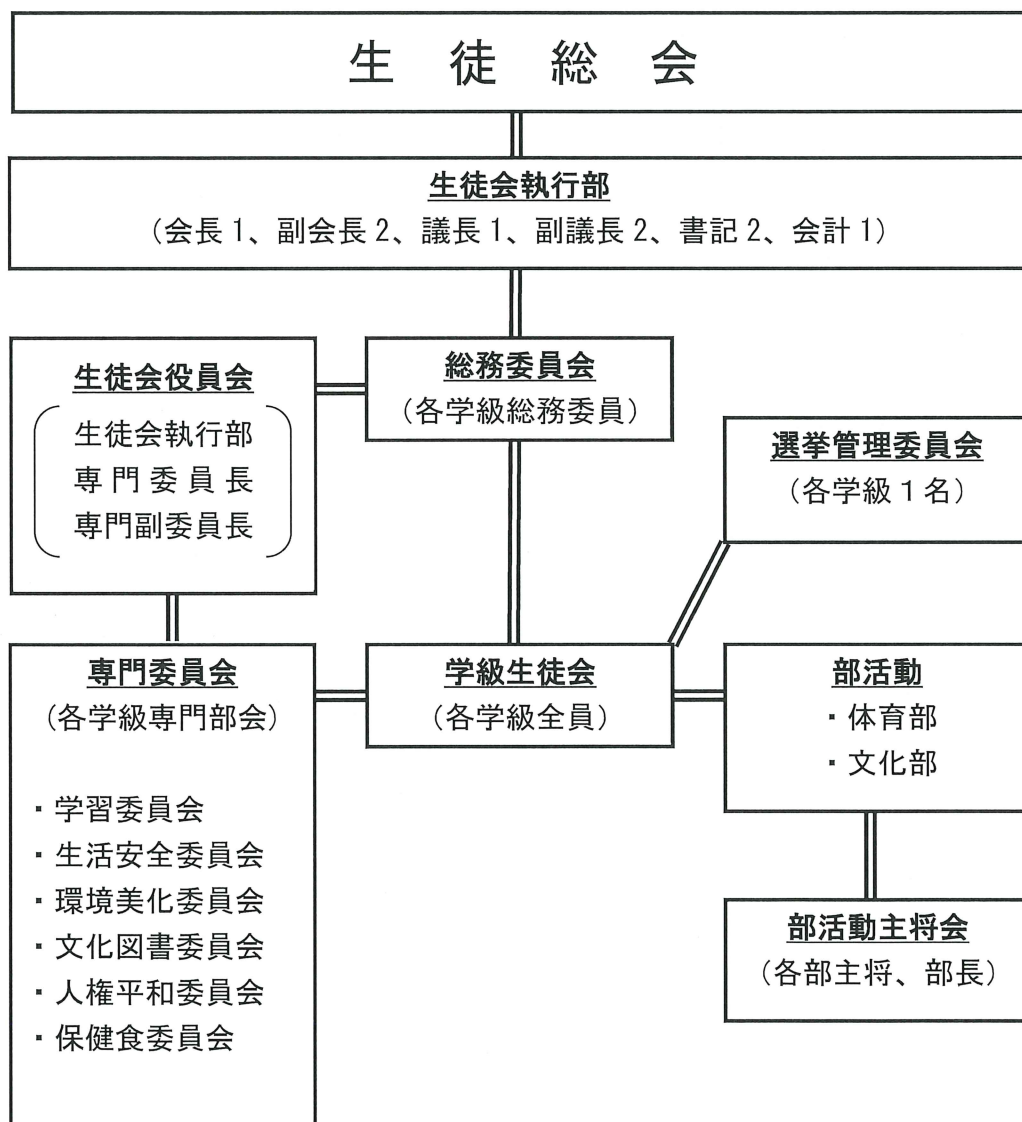 生徒総会
生徒会執行部
（会長1、副会長2、議長1、副議長2、書記2、会計1）
生徒会役員会
生徒会執行部
専門委員長
専門副委員長
総務委員会
（各学級総務委員）
選挙管理委員会
（各学級1名）
専門委員会
（各学級専門部会）
・学習委員会
・生活安全委員会
・環境美化委員会
・文化図書委員会
・人権平和委員会
・保健食委員会
学級生徒会
（各学級全員）
部活動
・体育部
・文化部
部活動主将会
（各部主将、部長）